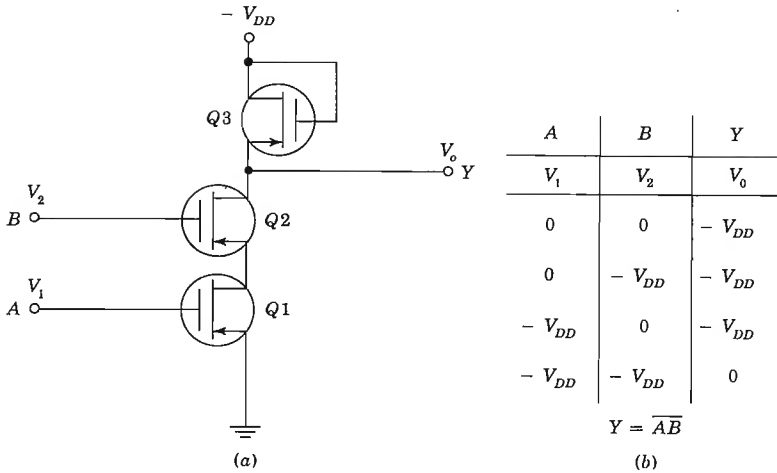 − V_DD
Q3
V_o
Y
V_2
B
Q2
V_1
A
Q1
(a)
A B Y
V_1 V_2 V_0
0 0 − V_DD
0 − V_DD − V_DD
− V_DD 0 − V_DD
− V_DD − V_DD 0
Y = \overline{AB}
(b)